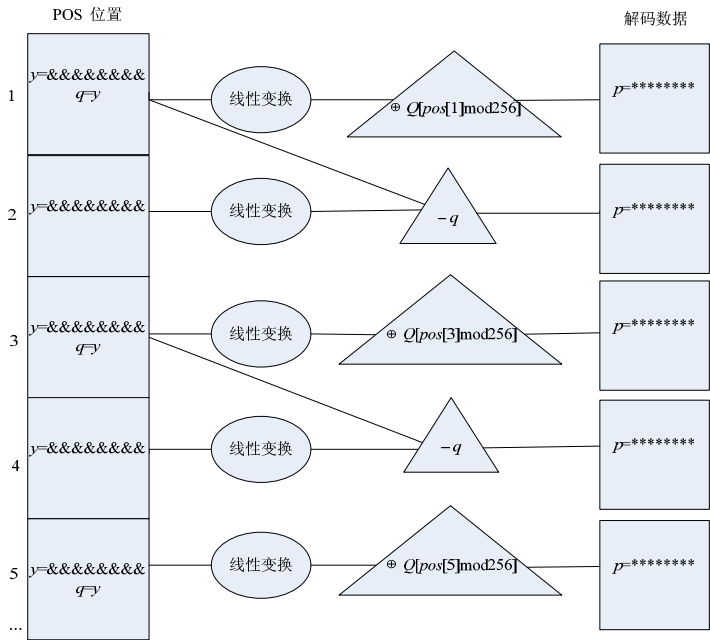 POS 位置
解码数据
1
y=&&&&&&&&
q=y
线性变换
⊕ Q[pos[1]mod256]
p=********
2
y=&&&&&&&&
线性变换
−q
p=********
3
y=&&&&&&&&
q=y
线性变换
⊕ Q[pos[3]mod256]
p=********
4
y=&&&&&&&&
线性变换
−q
p=********
5
y=&&&&&&&&
q=y
线性变换
⊕ Q[pos[5]mod256]
p=********
...